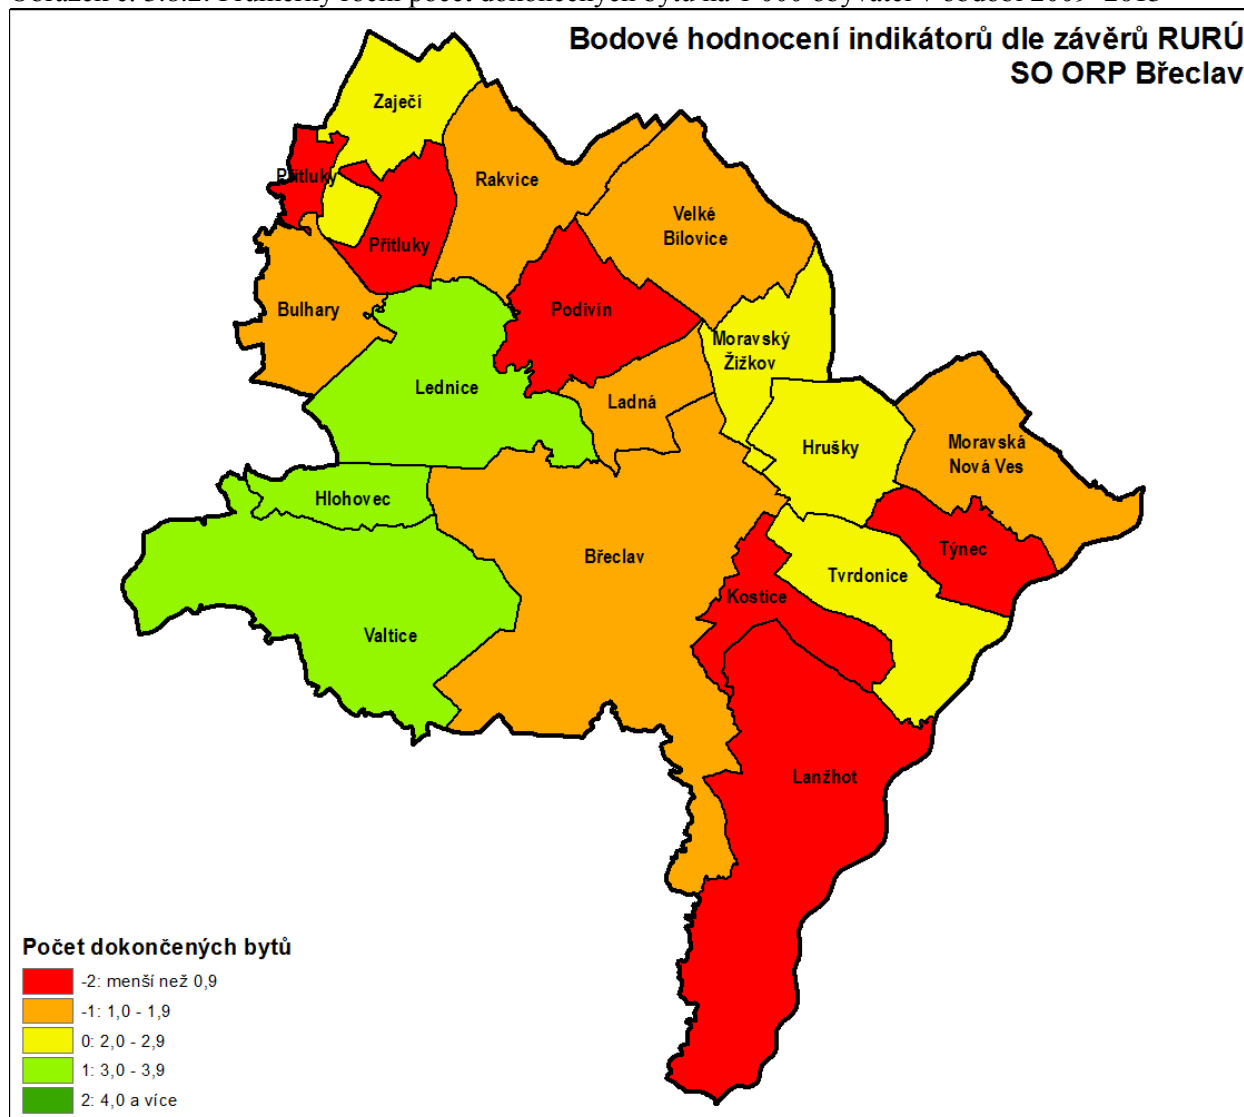 Bodové hodnocení indikátorů dle závěrů RURÚ
SO ORP Břeclav
Zaječí
Přítluky
Rakvice
Velké
Bílovice
Přítluky
Bulhary
Podivín
Moravský
Žižkov
Lednice
Ladná
Hrušky
Moravská
Nová Ves
Hlohovec
Břeclav
Týnec
Tvrdonice
Kostice
Valtice
Lanžhot
Počet dokončených bytů
-2: menší než 0,9
-1: 1,0 - 1,9
0: 2,0 - 2,9
1: 3,0 - 3,9
2: 4,0 a více